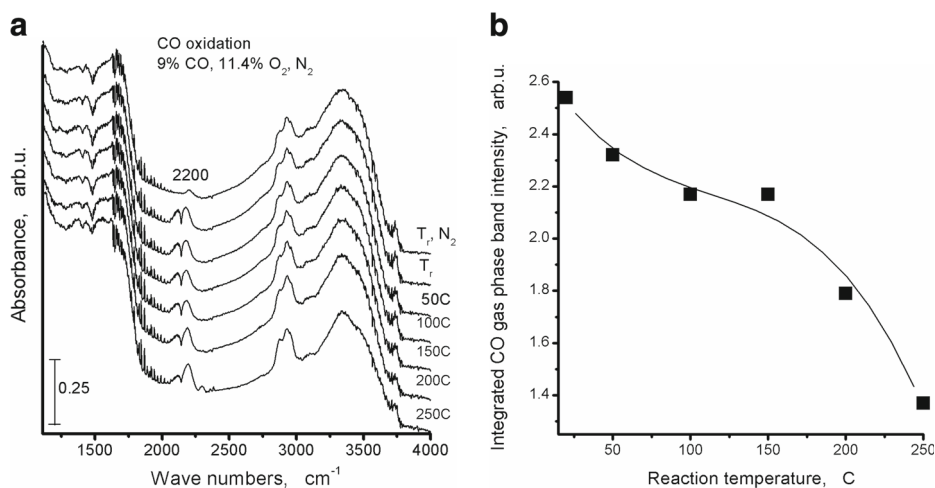 a
CO oxidation
9% CO, 11.4% O₂, N₂
2200
Tᵣ, N₂
Tᵣ
50C
100C
150C
200C
250C
0.25
Absorbance, arb.u.
1500 2000 2500 3000 3500 4000
Wave numbers, cm⁻¹
b
Integrated CO gas phase band intensity, arb.u.
2.6
2.4
2.2
2.0
1.8
1.6
1.4
50 100 150 200 250
Reaction temperature, C